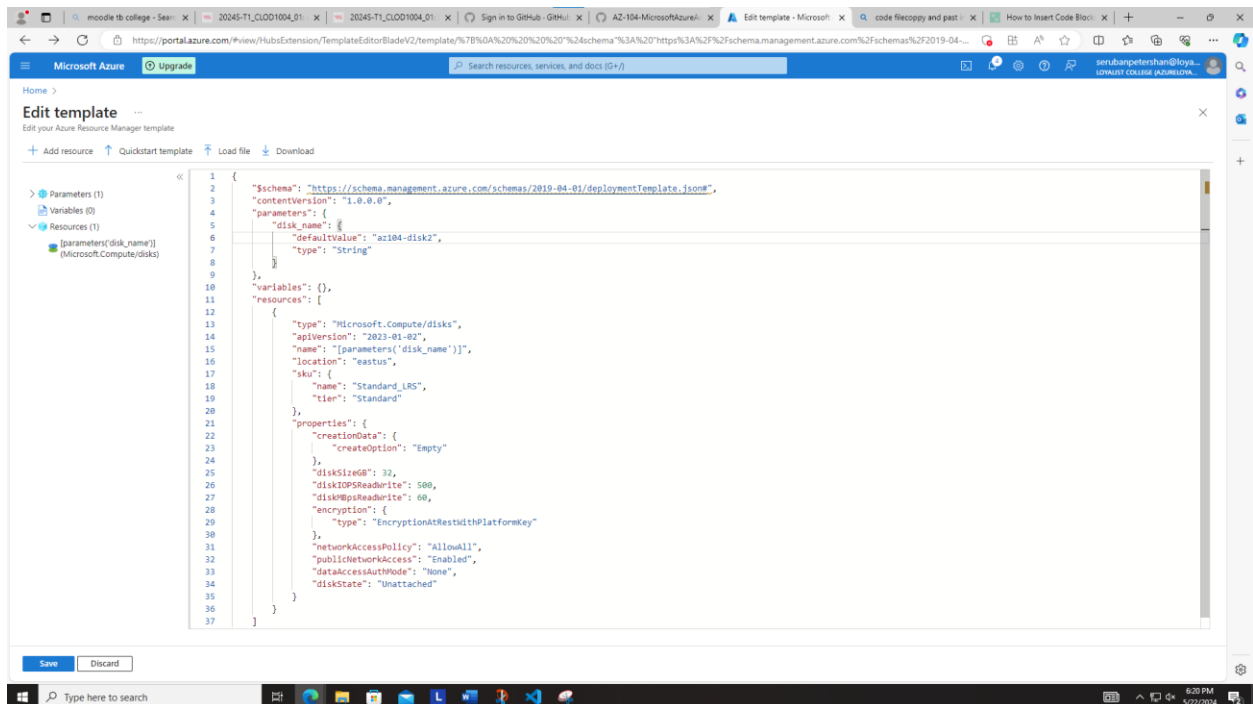 moodle tb college - Sear
2024S-T1_CLOD1004_01:
2024S-T1_CLOD1004_01:
Sign in to GitHub · GitHub
AZ-104-MicrosoftAzureA
Edit template - Microsoft
code filecoppy and past i
How to Insert Code Block
https://portal.azure.com/#view/HubsExtension/TemplateEditorBladeV2/template/%7B%0A%20%20%20%20"%24schema"%3A%20"https%3A%2F%2Fschema.management.azure.com%2Fschemas%2F2019-04-...
Microsoft Azure
Upgrade
Search resources, services, and docs (G+/)
serubanpetershan@loya...
LOYALIST COLLEGE (AZURELOYA...
Home >
Edit template ...
Edit your Azure Resource Manager template
Add resource Quickstart template Load file Download
Parameters (1)
Variables (0)
Resources (1)
[parameters('disk_name')]
(Microsoft.Compute/disks)
1 {
2 "$schema": "https://schema.management.azure.com/schemas/2019-04-01/deploymentTemplate.json#",
3 "contentVersion": "1.0.0.0",
4 "parameters": {
5 "disk_name": {
6 "defaultValue": "az104-disk2",
7 "type": "String"
8 }
9 },
10 "variables": {},
11 "resources": [
12 {
13 "type": "Microsoft.Compute/disks",
14 "apiVersion": "2023-01-02",
15 "name": "[parameters('disk_name')]",
16 "location": "eastus",
17 "sku": {
18 "name": "Standard_LRS",
19 "tier": "Standard"
20 },
21 "properties": {
22 "creationData": {
23 "createOption": "Empty"
24 },
25 "diskSizeGB": 32,
26 "diskIOPSReadWrite": 500,
27 "diskMBpsReadWrite": 60,
28 "encryption": {
29 "type": "EncryptionAtRestWithPlatformKey"
30 },
31 "networkAccessPolicy": "AllowAll",
32 "publicNetworkAccess": "Enabled",
33 "dataAccessAuthMode": "None",
34 "diskState": "Unattached"
35 }
36 }
37 ]
Save Discard
Type here to search
6:20 PM
5/22/2024